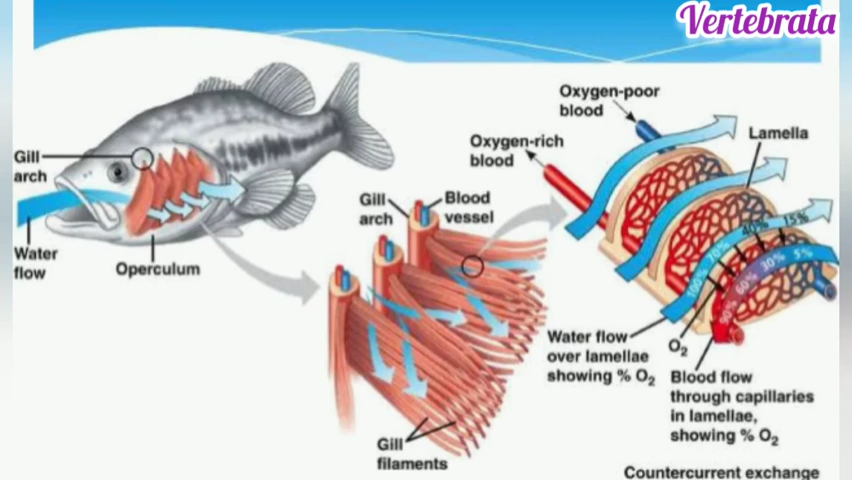 Vertebrata
Oxygen-poor
blood
Oxygen-rich
blood
Lamella
Gill
arch
Gill
arch
Blood
vessel
Water
flow
Operculum
100% 70% 40% 15%
90% 60% 30% 5%
Water flow
over lamellae
showing % O₂
O₂
Blood flow
through capillaries
in lamellae,
showing % O₂
Gill
filaments
Countercurrent exchange